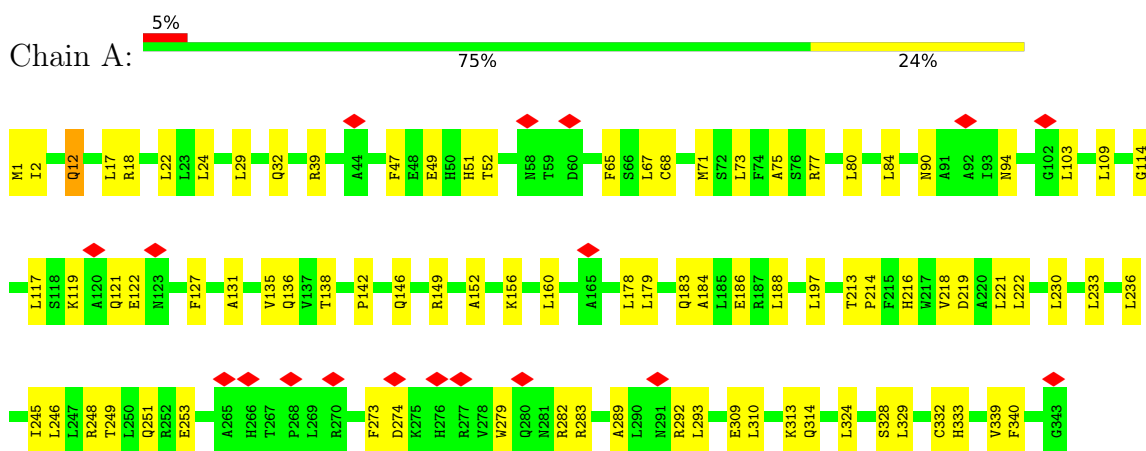 5%
Chain A:
75% 24%
M1 I2 Q12 L17 R18 L22 L23 L24 L29 Q32 R39 A44 F47 E48 E49 H50 H51 T52 N58 T59 D60 F65 S66 L67 C68 M71 S72 L73 F74 A75 S76 R77 L80 L84 N90 A91 A92 I93 N94 G102 L103 L109 G114
L117 S118 K119 A120 Q121 E122 N123 F127 A131 V135 Q136 V137 T138 P142 Q146 R149 A152 K156 L160 A165 L178 L179 Q183 A184 L185 E186 R187 L188 L197 T213 P214 F215 H216 W217 V218 D219 A220 L221 L222 L230 L233 L236
I245 L246 L247 R248 T249 L250 Q251 R252 E253 A265 H266 T267 P268 L269 R270 F273 D274 K275 H276 R277 V278 W279 Q280 N281 R282 R283 A289 L290 N291 R292 L293 E309 L310 K313 Q314 L324 S328 L329 C332 H333 V339 F340 G343